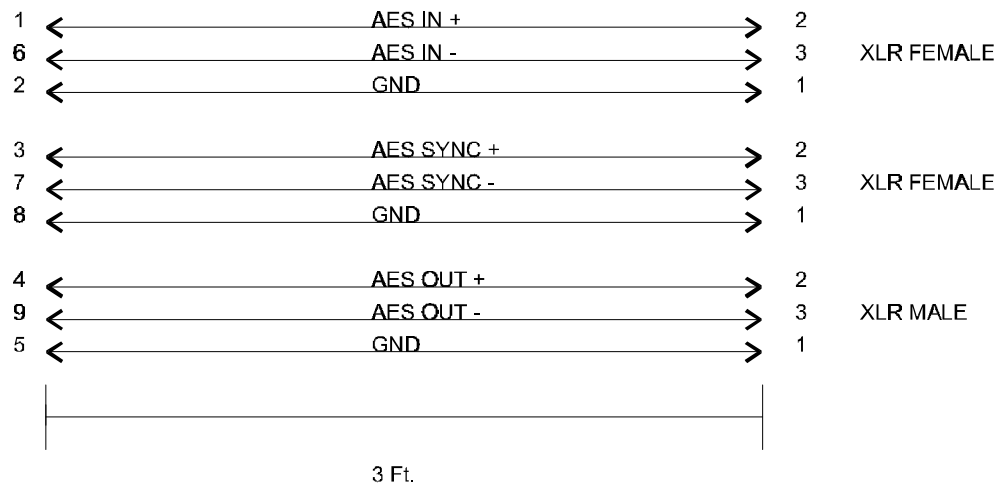 1 AES IN + 2
6 AES IN - 3 XLR FEMALE
2 GND 1
3 AES SYNC + 2
7 AES SYNC - 3 XLR FEMALE
8 GND 1
4 AES OUT + 2
9 AES OUT - 3 XLR MALE
5 GND 1
3 Ft.